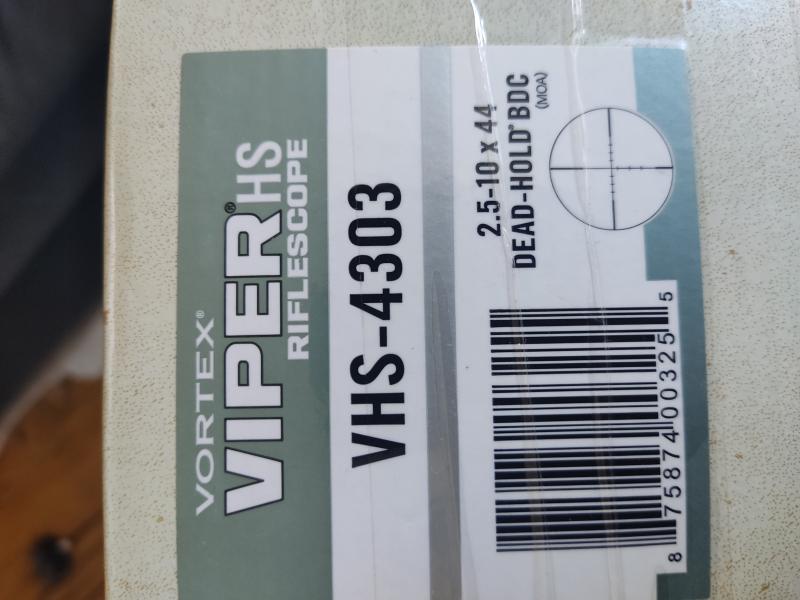 VORTEX®
VIPER® HS
RIFLESCOPE
VHS-4303
2.5-10 x 44
DEAD-HOLD® BDC
(MOA)
8 75874 00325 5